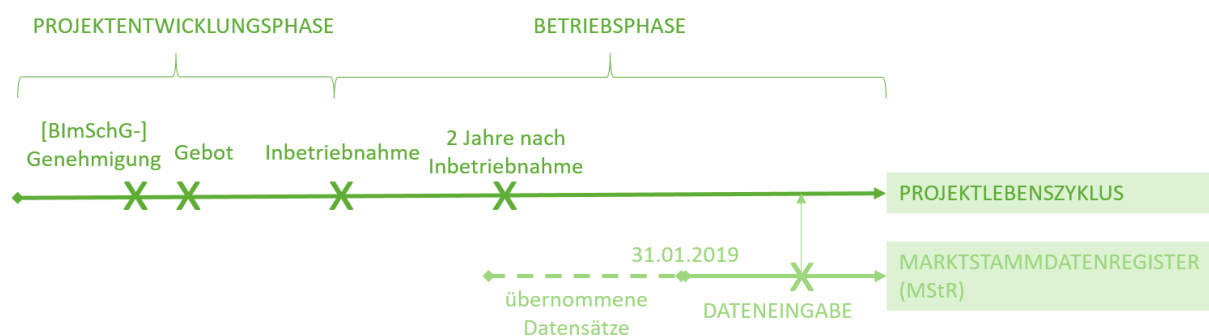 PROJEKTENTWICKLUNGSPHASE
BETRIEBSPHASE
[BImSchG-]
Genehmigung
Gebot
Inbetriebnahme
2 Jahre nach
Inbetriebnahme
PROJEKTLEBENSZYKLUS
31.01.2019
übernommene
Datensätze
DATENEINGABE
MARKTSTAMMDATENREGISTER
(MStR)